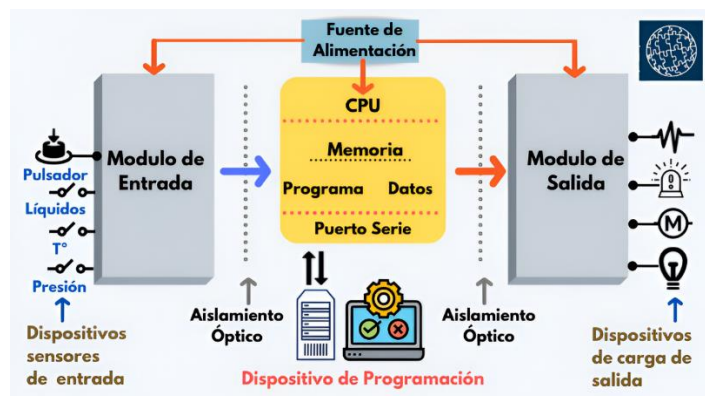 Fuente de
Alimentación
CPU
Memoria
Programa Datos
Puerto Serie
Modulo de
Entrada
Modulo de
Salida
Pulsador
Líquidos
T°
Presión
M
Dispositivos
sensores
de entrada
Aislamiento
Óptico
Dispositivo de Programación
Aislamiento
Óptico
Dispositivos
de carga de
salida